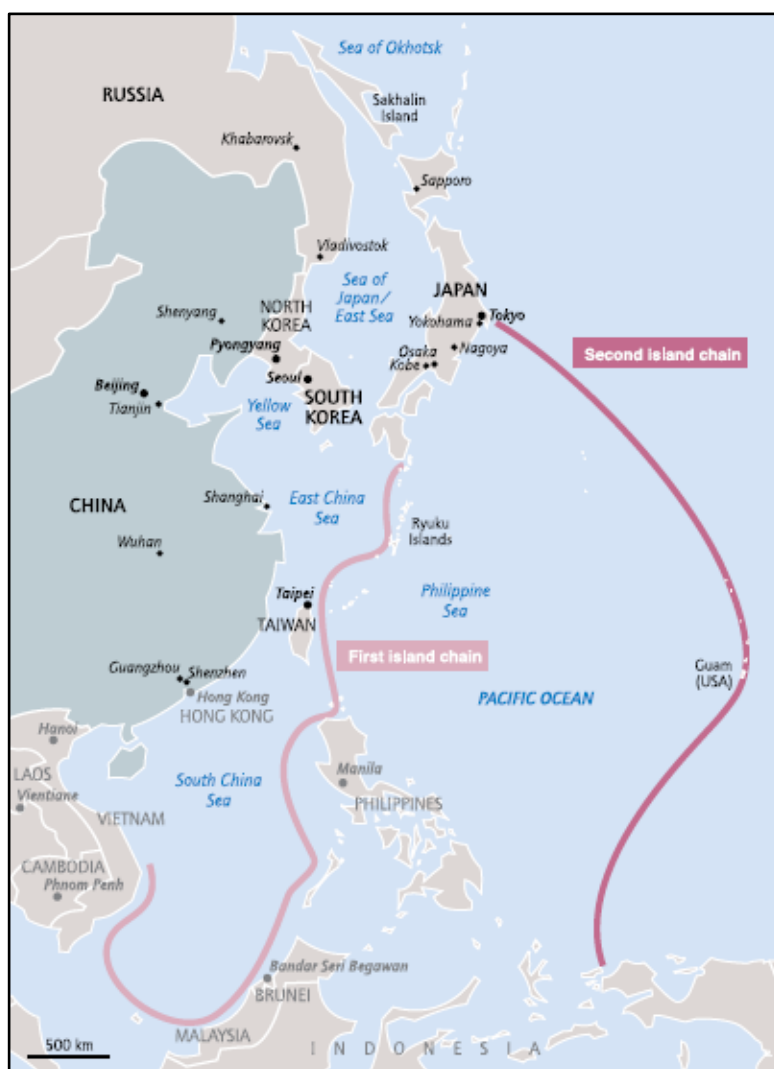 Sea of Okhotsk
RUSSIA
Sakhalin
Island
Khabarovsk
Sapporo
Vladivostok
Sea of
Japan/
East Sea
JAPAN
NORTH
KOREA
Shenyang
Tokyo
Yokohama
Pyongyang
Nagoya
Osaka
Kobe
Second island chain
Seoul
Beijing
Tianjin
SOUTH
KOREA
Yellow
Sea
CHINA
Shanghai
East China
Sea
Ryuku
Islands
Wuhan
Taipei
Philippine
Sea
TAIWAN
First island chain
Guangzhou
Shenzhen
Guam
(USA)
Hong Kong
HONG KONG
PACIFIC OCEAN
Hanoi
LAOS
Manila
South China
Sea
Vientiane
PHILIPPINES
VIETNAM
CAMBODIA
Phnom Penh
Bandar Seri Begawan
BRUNEI
MALAYSIA
500 km
INDONESIA